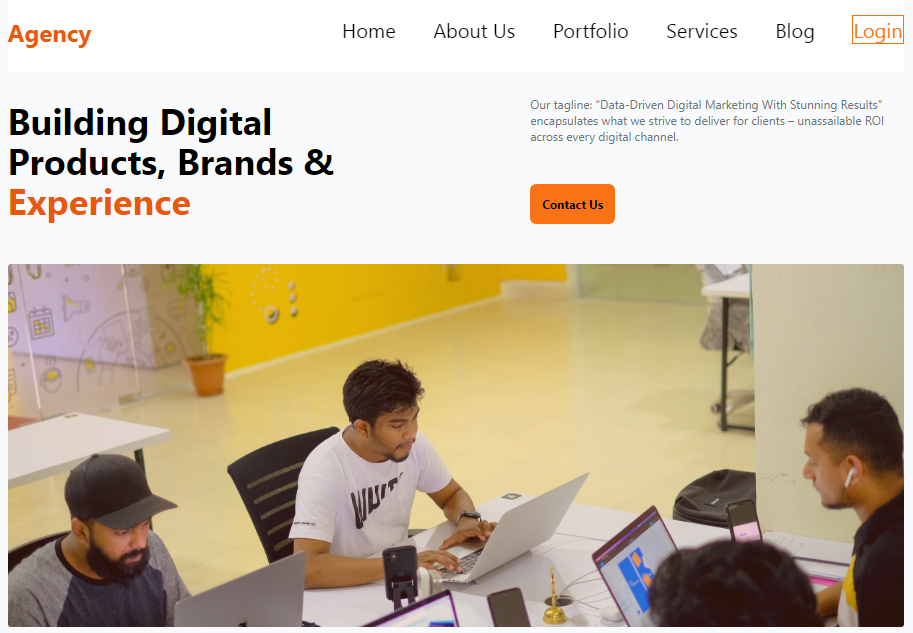 Agency
Home About Us Portfolio Services Blog Login
Building Digital
Products, Brands &
Experience
Our tagline: “Data-Driven Digital Marketing With Stunning Results”
encapsulates what we strive to deliver for clients – unassailable ROI
across every digital channel.
Contact Us